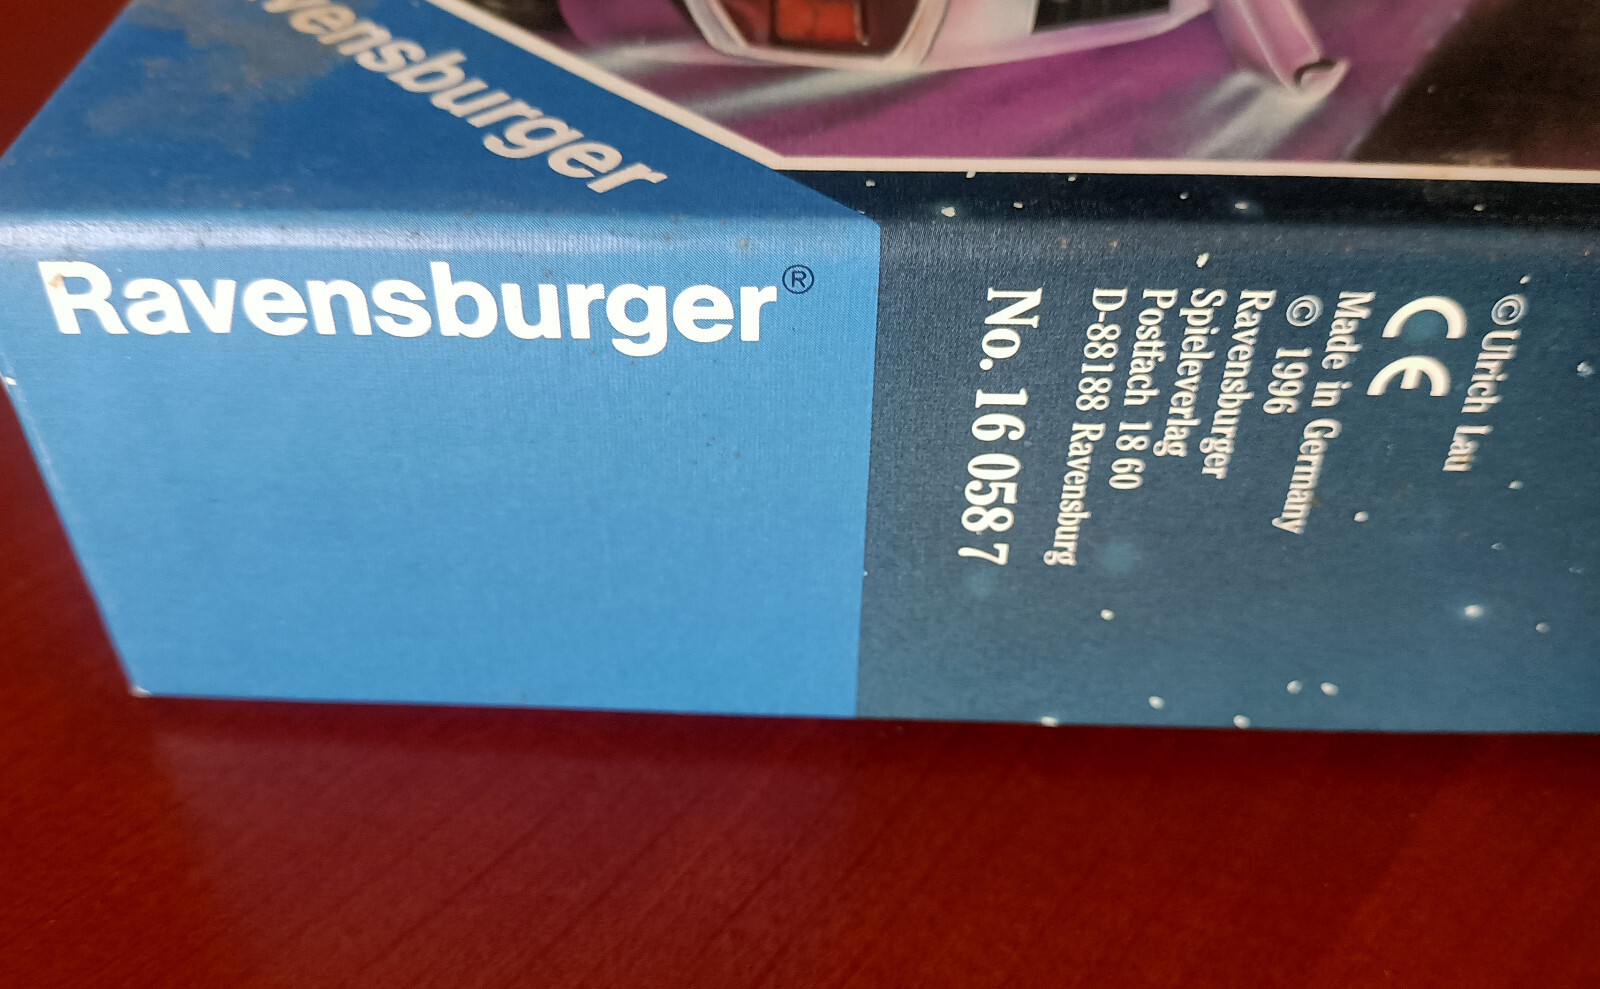 Ravensburger®
©Ulrich Lau
CE
Made in Germany
© 1996
Ravensburger
Spieleverlag
Postfach 18 60
D-88188 Ravensburg
No. 16 058 7